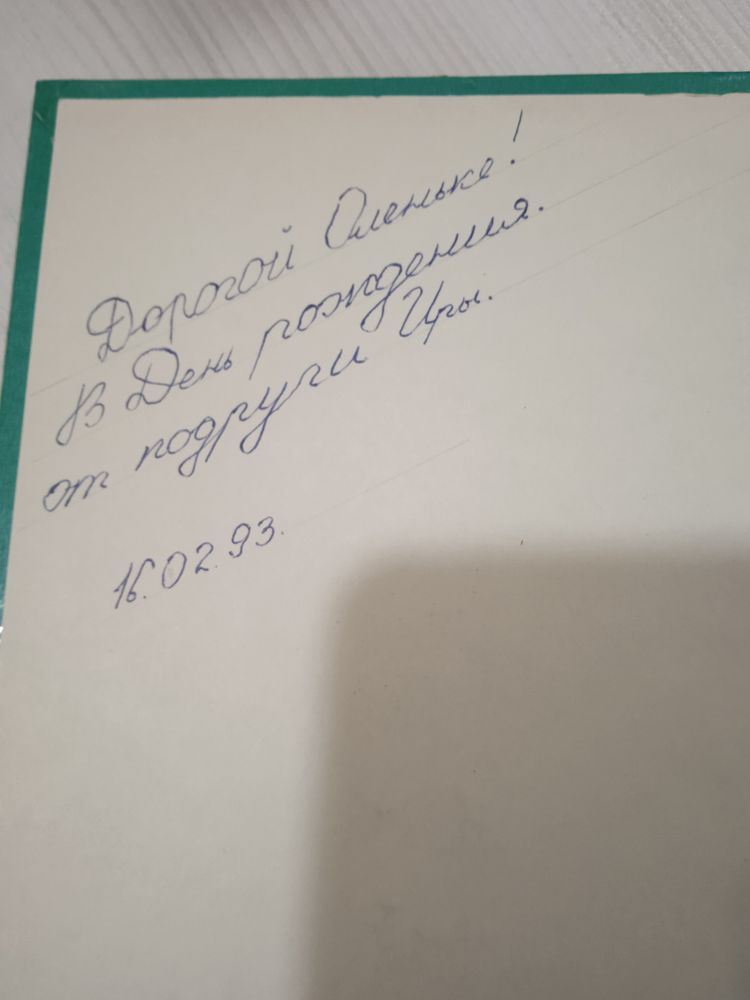 Дорогой Оленьке!
В День рождения.
от подруги Иры.
16.02.93.